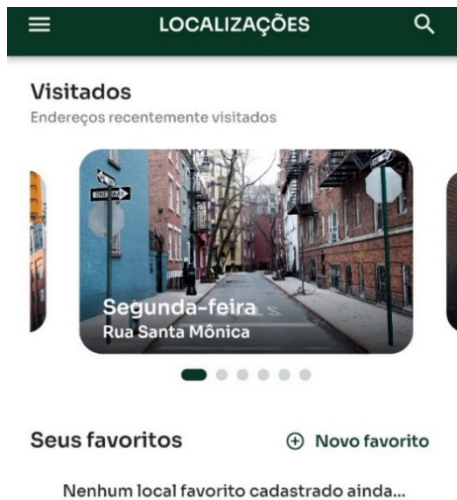 LOCALIZAÇÕES
Visitados
Endereços recentemente visitados
ONE WAY
Segunda-feira
Rua Santa Mônica
Seus favoritos
Novo favorito
Nenhum local favorito cadastrado ainda...